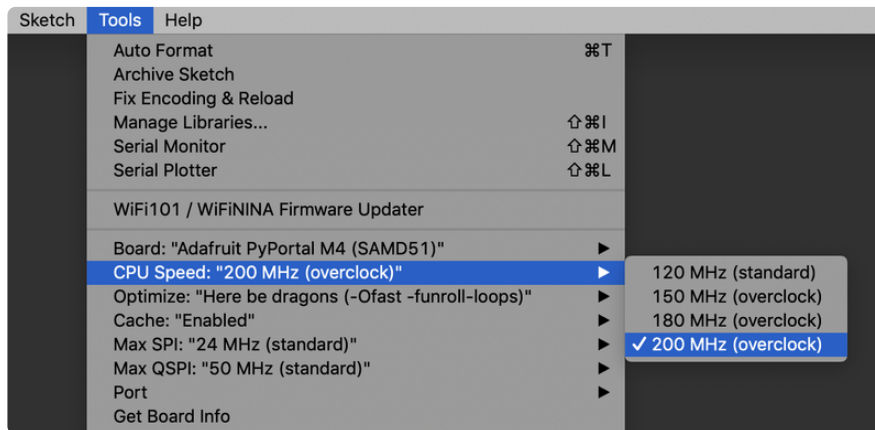 Sketch Tools Help
Auto Format ⌘T
Archive Sketch
Fix Encoding & Reload
Manage Libraries... ⇧⌘I
Serial Monitor ⇧⌘M
Serial Plotter ⇧⌘L
WiFi101 / WiFiNINA Firmware Updater
Board: "Adafruit PyPortal M4 (SAMD51)" ▶
CPU Speed: "200 MHz (overclock)" ▶ 120 MHz (standard)
Optimize: "Here be dragons (-Ofast -funroll-loops)" ▶ 150 MHz (overclock)
Cache: "Enabled" ▶ 180 MHz (overclock)
Max SPI: "24 MHz (standard)" ▶ ✓ 200 MHz (overclock)
Max QSPI: "50 MHz (standard)" ▶
Port ▶
Get Board Info